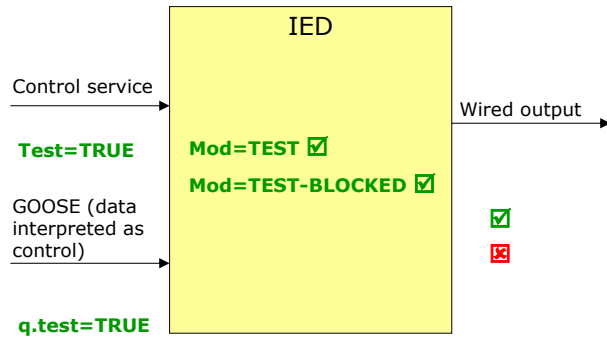 IED
Control service
Wired output
Test=TRUE
Mod=TEST
Mod=TEST-BLOCKED
GOOSE (data
interpreted as
control)
q.test=TRUE